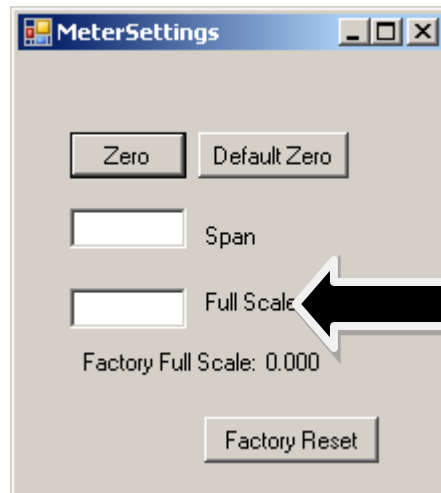 MeterSettings
Zero
Default Zero
Span
Full Scale
Factory Full Scale: 0.000
Factory Reset